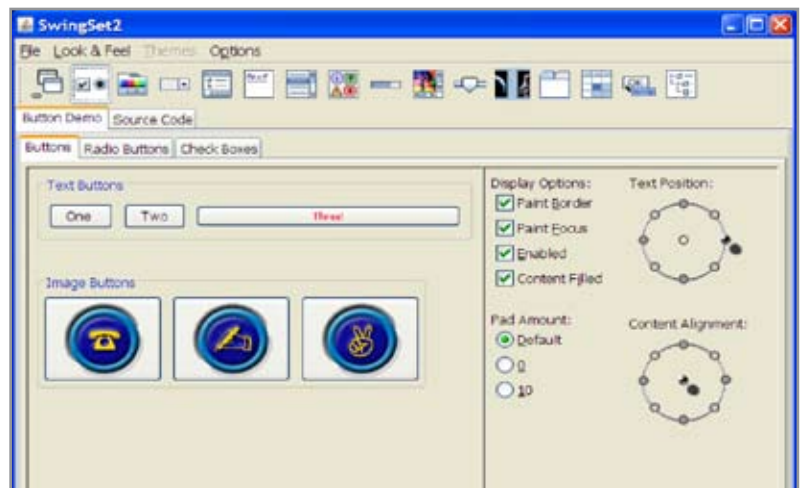 SwingSet2
File Look & Feel Themes Options
Button Demo Source Code
Buttons Radio Buttons Check Boxes
Text Buttons
One Two Three!
Image Buttons
Display Options:
Paint Border
Paint Focus
Enabled
Content Filled
Pad Amount:
Default
0
10
Text Position:
Content Alignment: